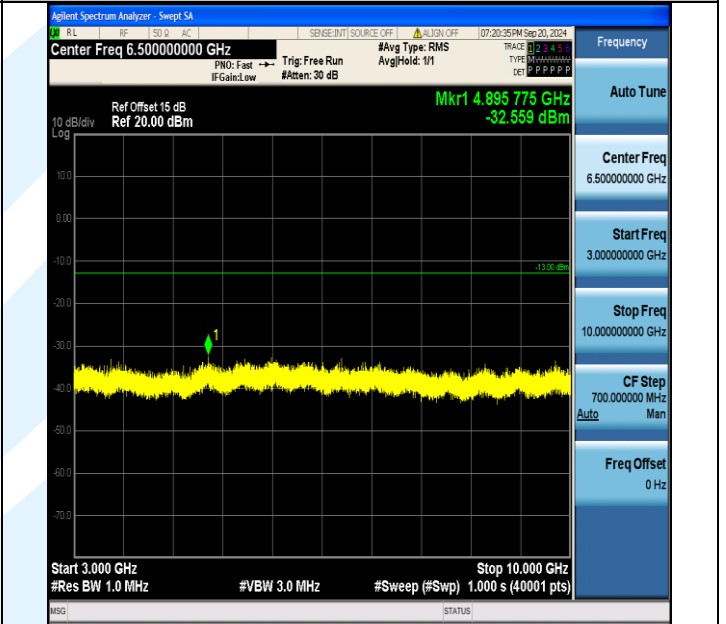 Agilent Spectrum Analyzer - Swept SA
RL RF 50 Ω AC SENSE:INT SOURCE OFF ALIGN OFF 07:20:35 PM Sep 20, 2024
Center Freq 6.500000000 GHz
PNO: Fast
IFGain:Low
Trig: Free Run
#Atten: 30 dB
#Avg Type: RMS
Avg|Hold: 1/1
TRACE 1 2 3 4 5 6
TYPE MWWWWW
DET P P P P P P
Frequency
Auto Tune
Center Freq
6.500000000 GHz
Start Freq
3.000000000 GHz
Stop Freq
10.000000000 GHz
CF Step
700.000000 MHz
Auto Man
Freq Offset
0 Hz
Mkr1 4.895 775 GHz
-32.559 dBm
Ref Offset 15 dB
10 dB/div Ref 20.00 dBm
Log
10.0
0.00
-10.0
-13.00 dBm
-20.0
1
-30.0
-40.0
-50.0
-60.0
-70.0
Start 3.000 GHz Stop 10.000 GHz
#Res BW 1.0 MHz #VBW 3.0 MHz #Sweep (#Swp) 1.000 s (40001 pts)
MSG STATUS